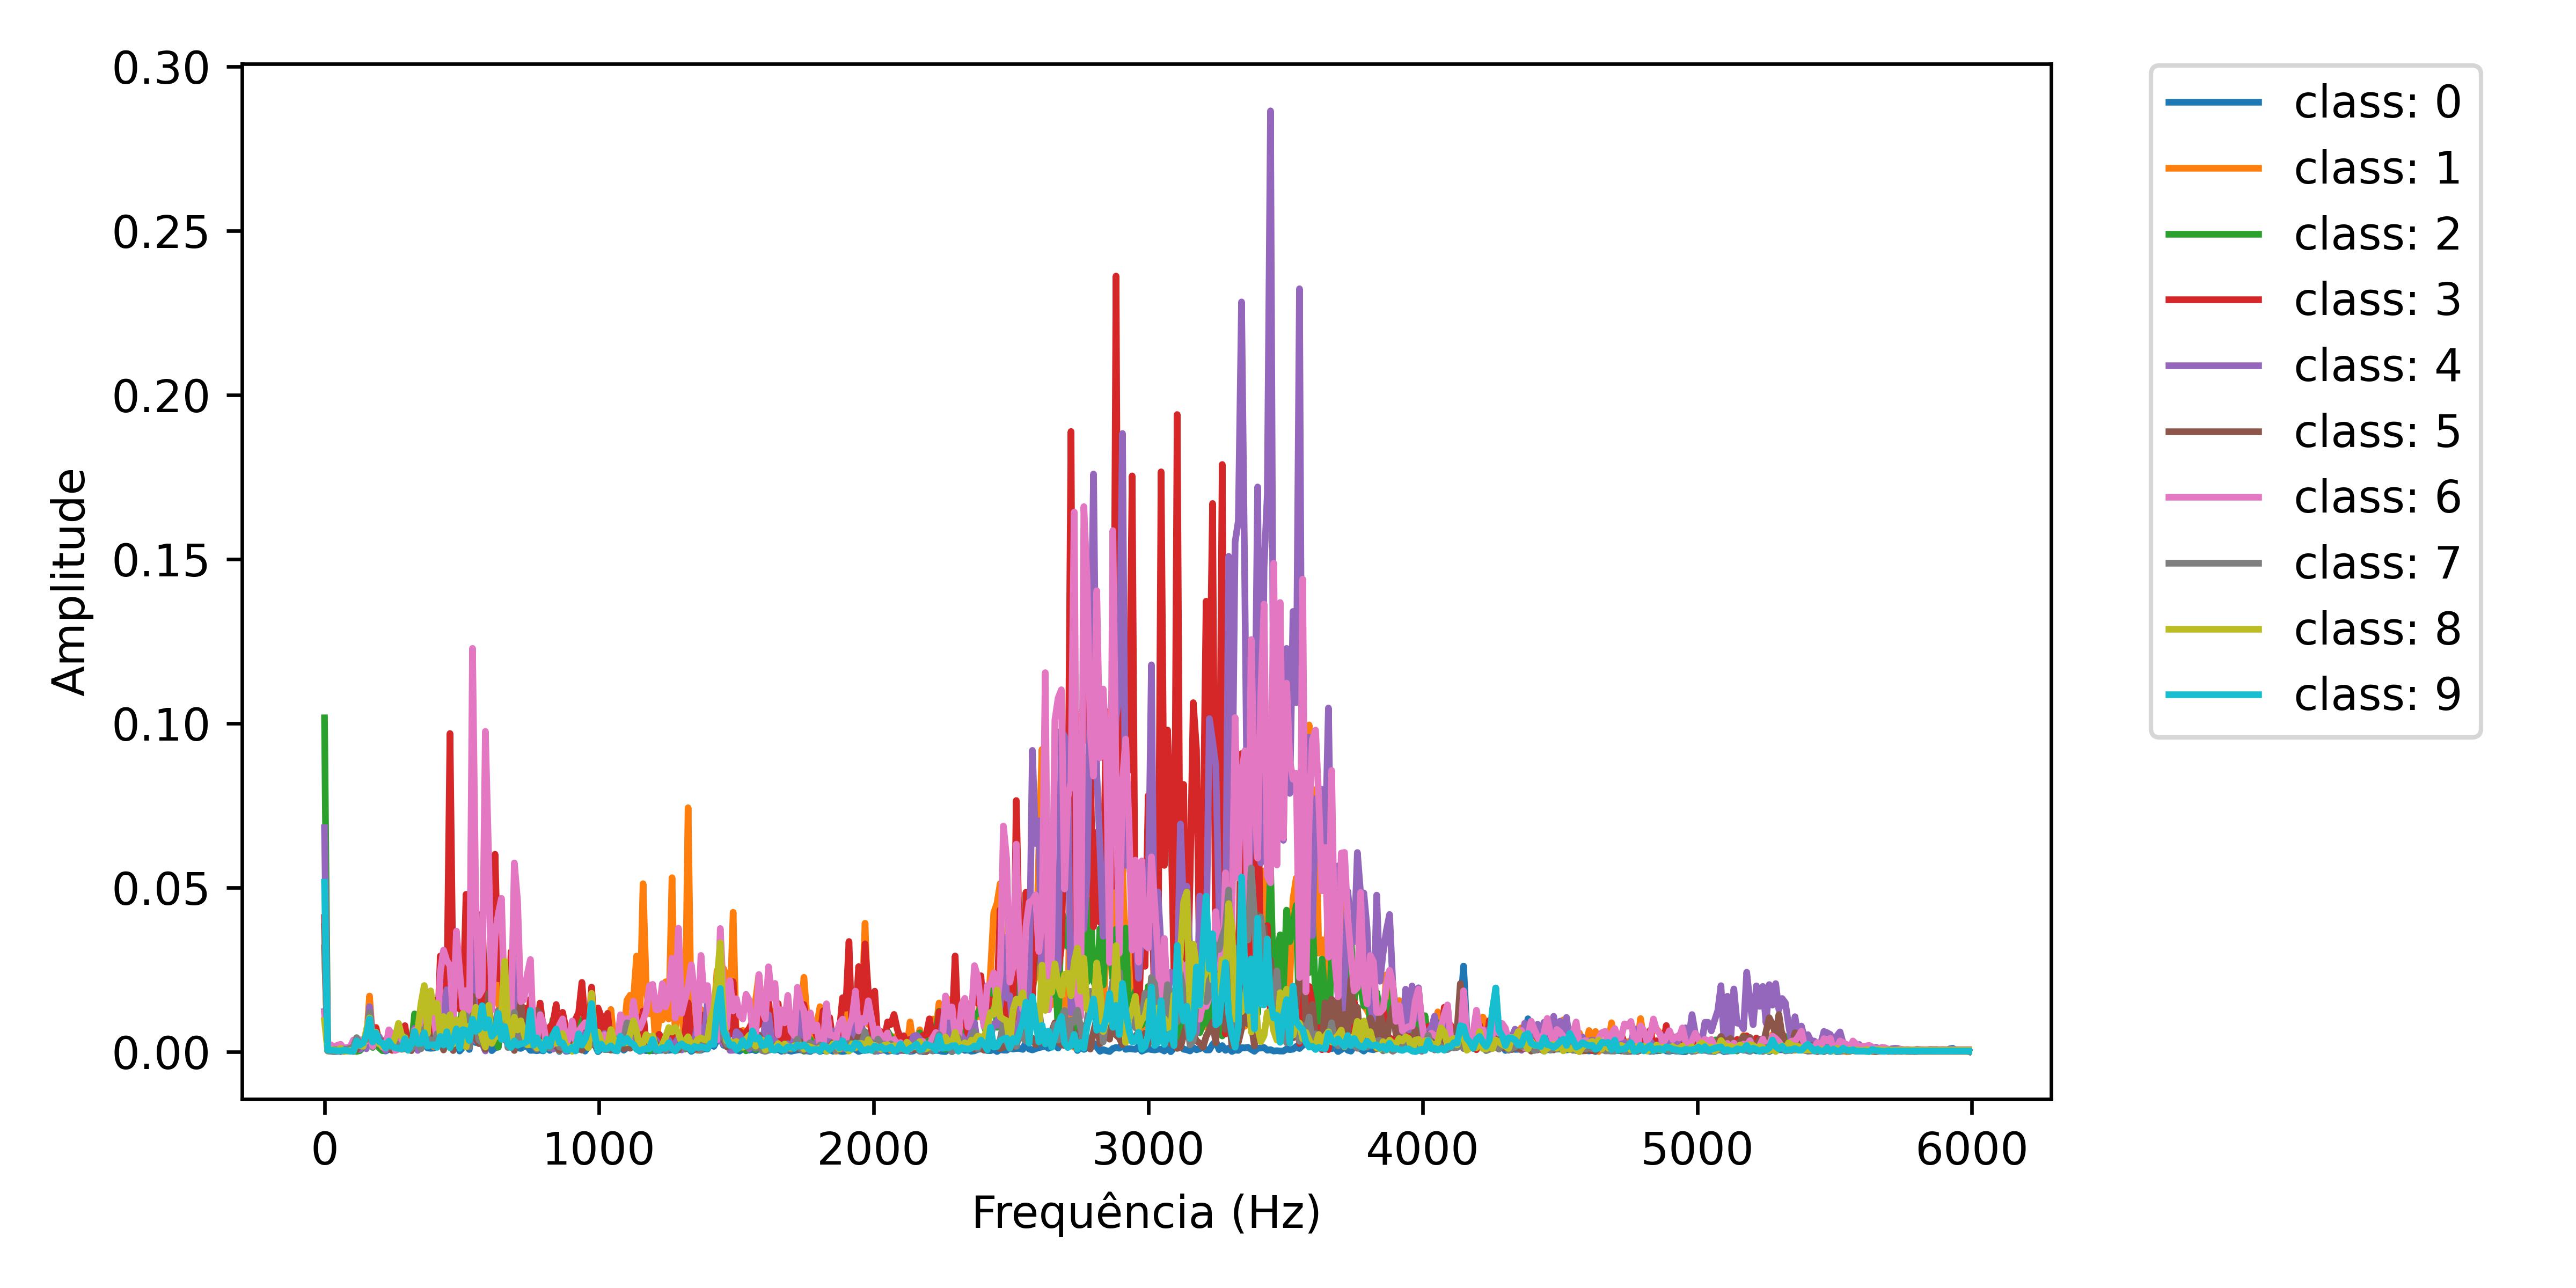 0.30
0.25
0.20
0.15
0.10
0.05
0.00
Amplitude
0 1000 2000 3000 4000 5000 6000
Frequência (Hz)
class: 0
class: 1
class: 2
class: 3
class: 4
class: 5
class: 6
class: 7
class: 8
class: 9